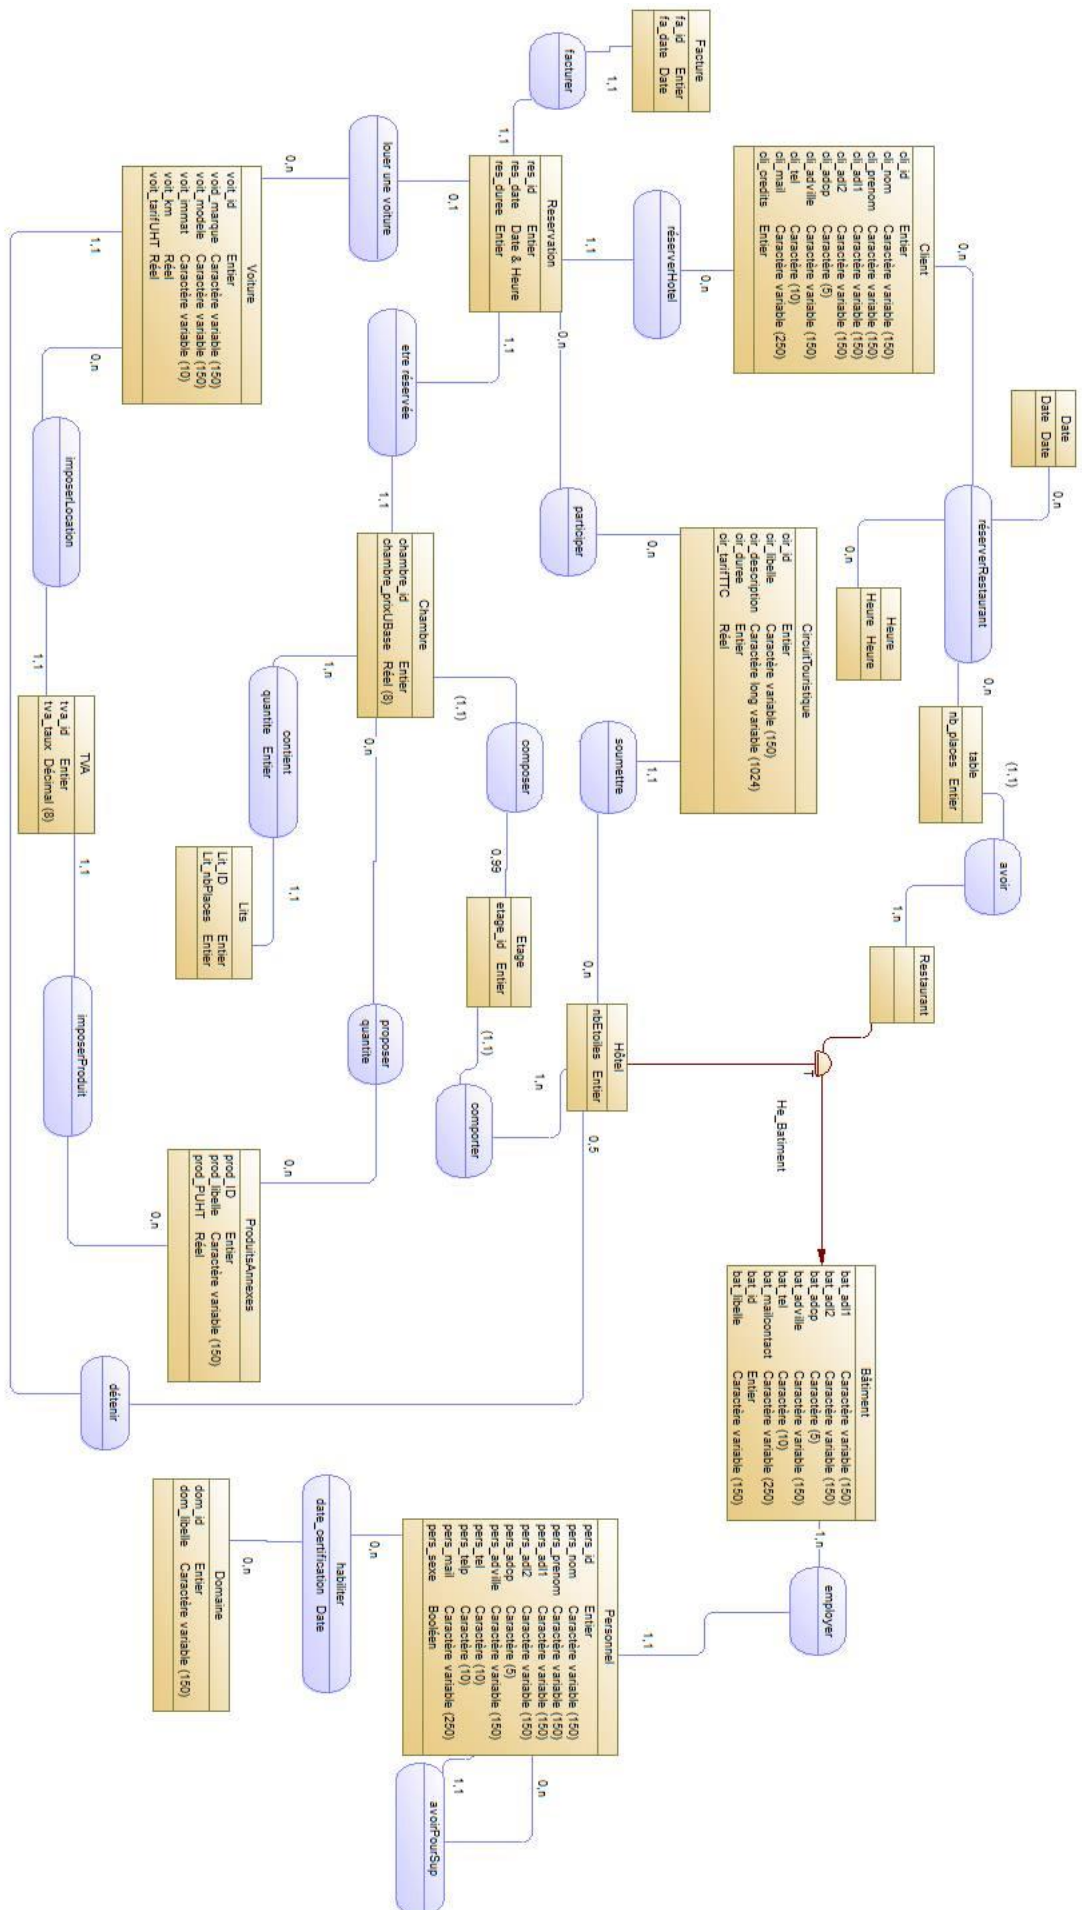 Facture
fa_id Entier
fa_date Date
1,1
facturer
1,1
Client
cli_id Entier
cli_nom Caractère variable (150)
cli_prenom Caractère variable (150)
cli_adl1 Caractère variable (150)
cli_adl2 Caractère variable (150)
cli_adcp Caractère (5)
cli_adville Caractère variable (150)
cli_tel Caractère (10)
cli_mail Caractère variable (250)
cli_credits Entier
0,n
0,n
réserverHotel
1,1
Date
Date Date
0,n
réserverRestaurant
0,n
Heure
Heure Heure
0,n
table
nb_places Entier
(1,1)
avoir
1,n
Restaurant
He_Batiment
Bâtiment
bat_adl1 Caractère variable (150)
bat_adl2 Caractère variable (150)
bat_adcp Caractère (5)
bat_adville Caractère variable (150)
bat_tel Caractère (10)
bat_mailcontact Caractère variable (250)
bat_id Entier
bat_libelle Caractère variable (150)
1,n
employer
1,1
Reservation
res_id Entier
res_date Date & Heure
res_duree Entier
0,1
louer une voiture
0,n
1,1
etre réservée
1,1
0,n
participer
0,n
CircuitTouristique
cir_id Entier
cir_libelle Caractère variable (150)
cir_description Caractère long variable (1024)
cir_duree Entier
cir_tarifTTC Réel
1,1
soumettre
0,n
Hôtel
nbEtoiles Entier
1,n
0,5
comporter
(1,1)
Etage
etage_id Entier
0,99
composer
(1,1)
Chambre
chambre_id Entier
chambre_prixUBase Réel (8)
1,n
contient
quantite Entier
1,1
Lits
Lit_ID Entier
Lit_nbPlaces Entier
0,n
proposer
quantite
0,n
ProduitsAnnexes
prod_ID Entier
prod_libelle Caractère variable (150)
prod_PUHT Réel
0,n
imposerProduit
1,1
TVA
tva_id Entier
tva_taux Décimal (8)
1,1
imposerLocation
0,n
Voiture
voit_id Entier
void_marque Caractère variable (150)
voit_modele Caractère variable (150)
voit_immat Caractère variable (10)
voit_km Réel
voit_tarifUHT Réel
1,1
détenir
Personnel
pers_id Entier
pers_nom Caractère variable (150)
pers_prenom Caractère variable (150)
pers_adl1 Caractère variable (150)
pers_adl2 Caractère variable (150)
pers_adcp Caractère (5)
pers_adville Caractère variable (150)
pers_tel Caractère (10)
pers_telp Caractère (10)
pers_mail Caractère variable (250)
pers_sexe Booléen
0,n
1,1
avoirPourSup
0,n
habiliter
date_certification Date
0,n
Domaine
dom_id Entier
dom_libelle Caractère variable (150)